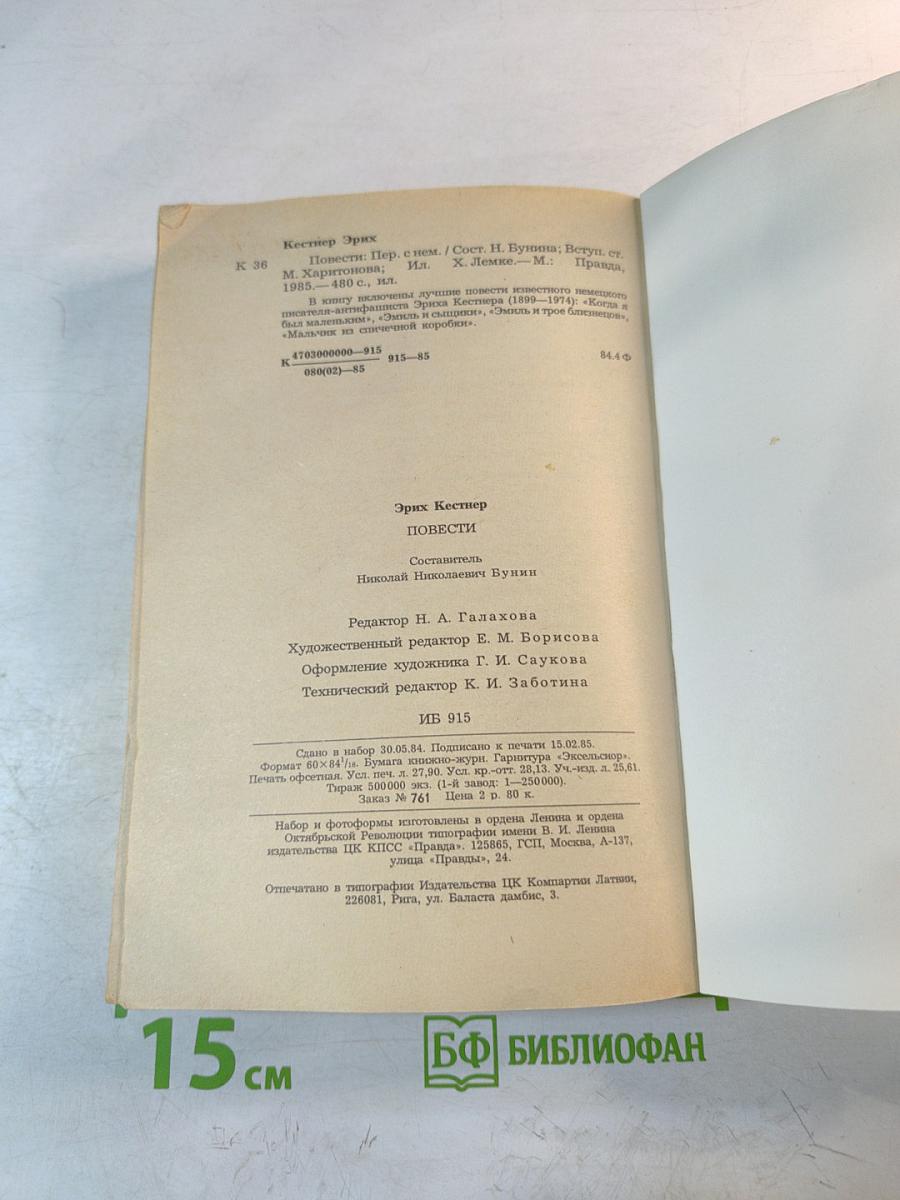 Кестнер Эрих
К 36 Повести: Пер. с нем. / Сост. Н. Бунина; Вступ. ст.
М. Харитонова; Ил. Х. Лемке.— М.: Правда,
1985.— 480 с., ил.
В книгу включены лучшие повести известного немецкого
писателя-антифашиста Эриха Кестнера (1899—1974): «Когда я
был маленьким», «Эмиль и сыщики», «Эмиль и трое близнецов»,
«Мальчик из спичечной коробки».
К 4703000000—915 915—85 84.4 Ф
080(02)—85
Эрих Кестнер
ПОВЕСТИ
Составитель
Николай Николаевич Бунин
Редактор Н. А. Галахова
Художественный редактор Е. М. Борисова
Оформление художника Г. И. Саукова
Технический редактор К. И. Заботина
ИБ 915
Сдано в набор 30.05.84. Подписано к печати 15.02.85.
Формат 60×84¹/₁₆. Бумага книжно-журн. Гарнитура «Эксельсиор».
Печать офсетная. Усл. печ. л. 27,90. Усл. кр.-отт. 28,13. Уч.-изд. л. 25,61.
Тираж 500 000 экз. (1-й завод: 1—250000).
Заказ № 761 Цена 2 р. 80 к.
Набор и фотоформы изготовлены в ордена Ленина и ордена
Октябрьской Революции типографии имени В. И. Ленина
издательства ЦК КПСС «Правда». 125865, ГСП, Москва, А-137,
улица «Правды», 24.
Отпечатано в типографии Издательства ЦК Компартии Латвии,
226081, Рига, ул. Баласта дамбис, 3.
15 см БФ БИБЛИОФАН